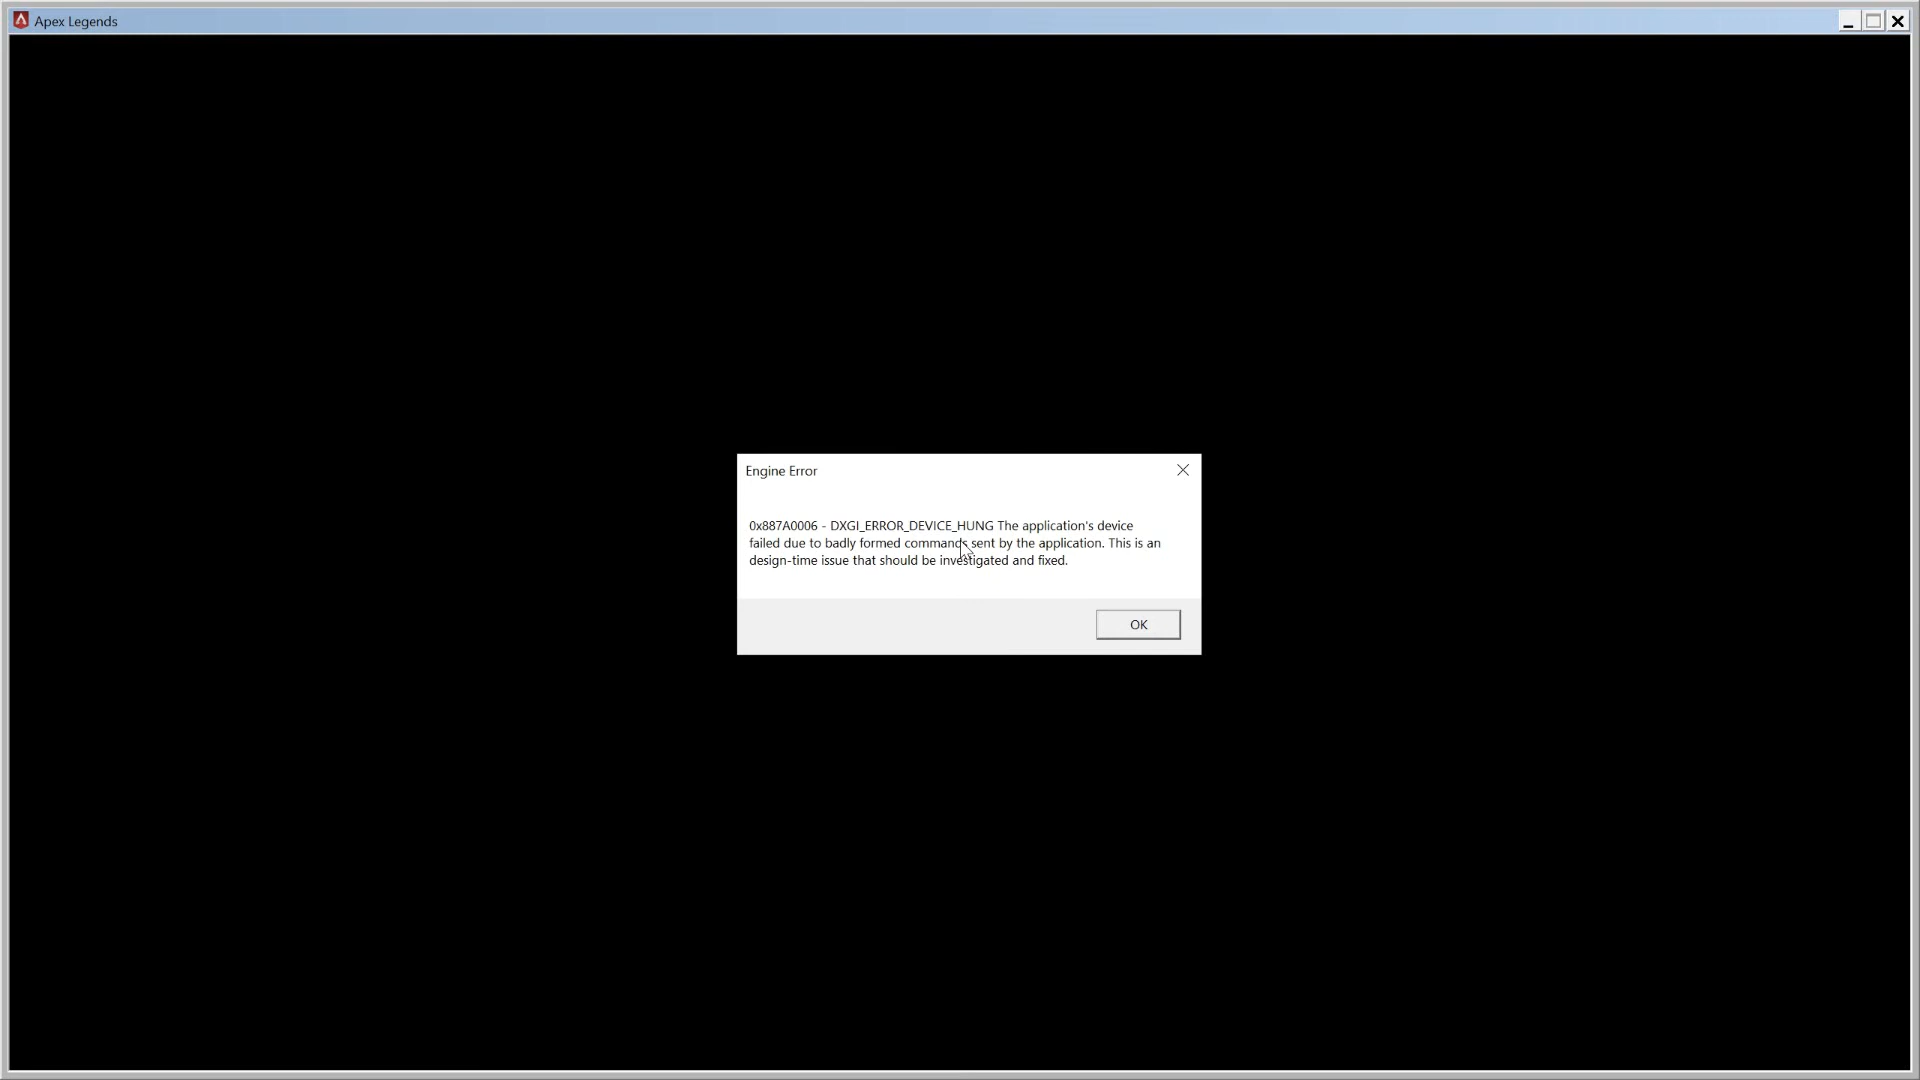 Apex Legends
Engine Error
0x887A0006 - DXGI_ERROR_DEVICE_HUNG The application's device
failed due to badly formed commands sent by the application. This is an
design-time issue that should be investigated and fixed.
OK